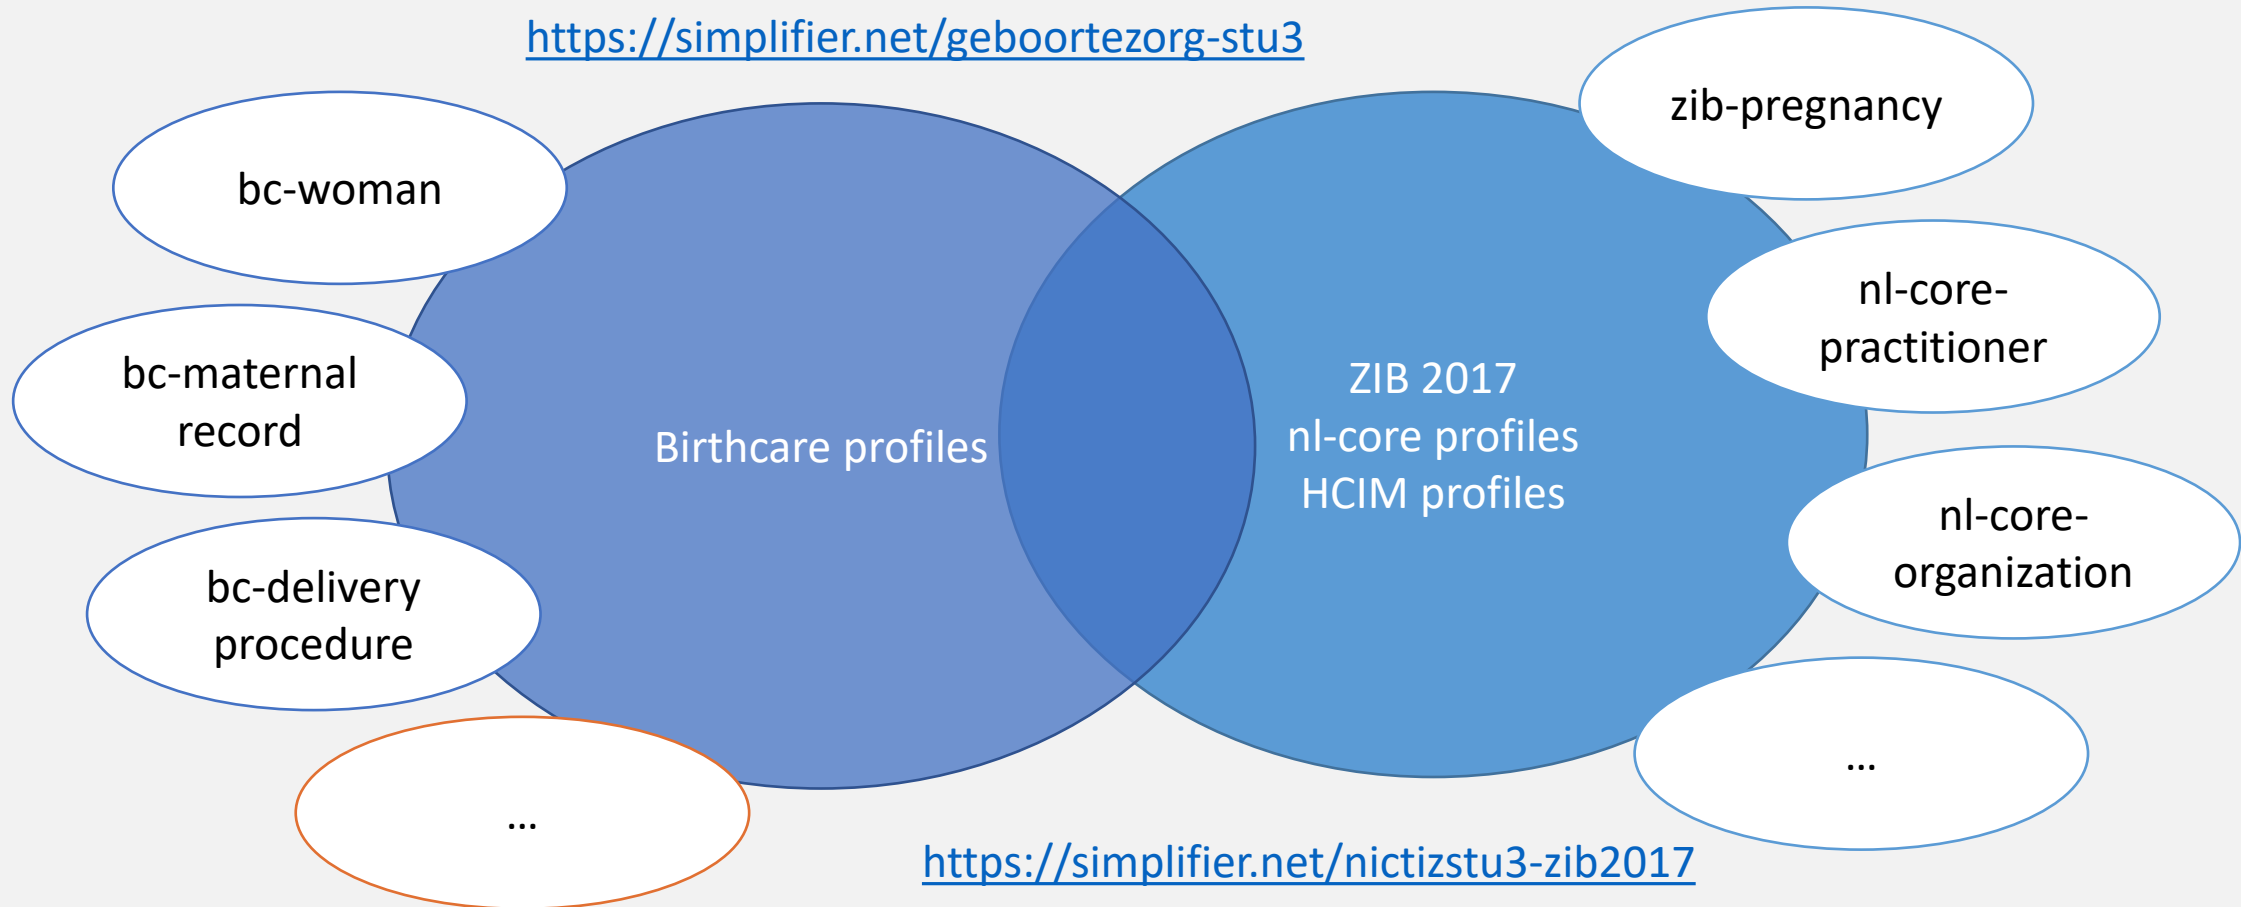 https://simplifier.net/geboortezorg-stu3
bc-woman
bc-maternal
record
bc-delivery
procedure
...
Birthcare profiles
ZIB 2017
nl-core profiles
HCIM profiles
zib-pregnancy
nl-core-
practitioner
nl-core-
organization
...
https://simplifier.net/nictizstu3-zib2017